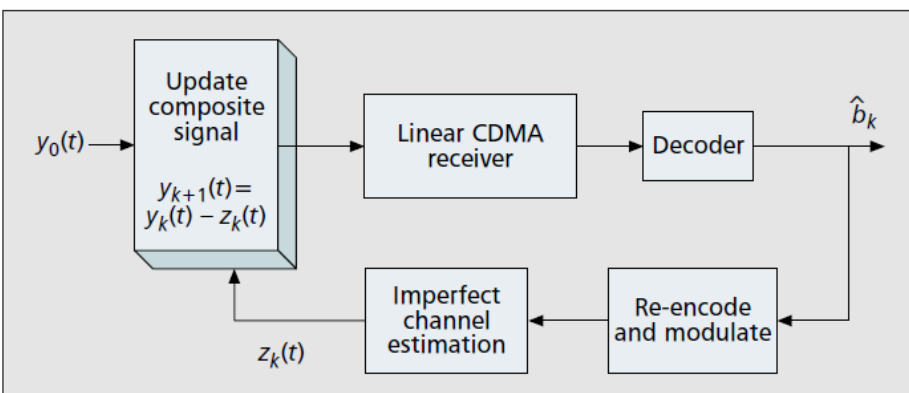 Update
composite
signal
y₀(t)
yₖ₊₁(t)=
yₖ(t) – zₖ(t)
Linear CDMA
receiver
Decoder
b̂ₖ
Imperfect
channel
estimation
Re-encode
and modulate
zₖ(t)